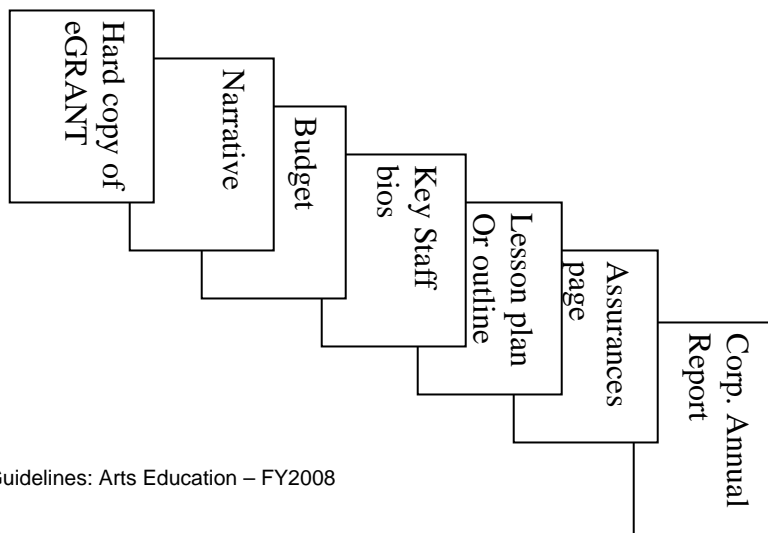 Hard copy of
eGRANT
Narrative
Budget
Key Staff
bios
Lesson plan
Or outline
Assurances
page
Corp. Annual
Report
uidelines: Arts Education – FY2008